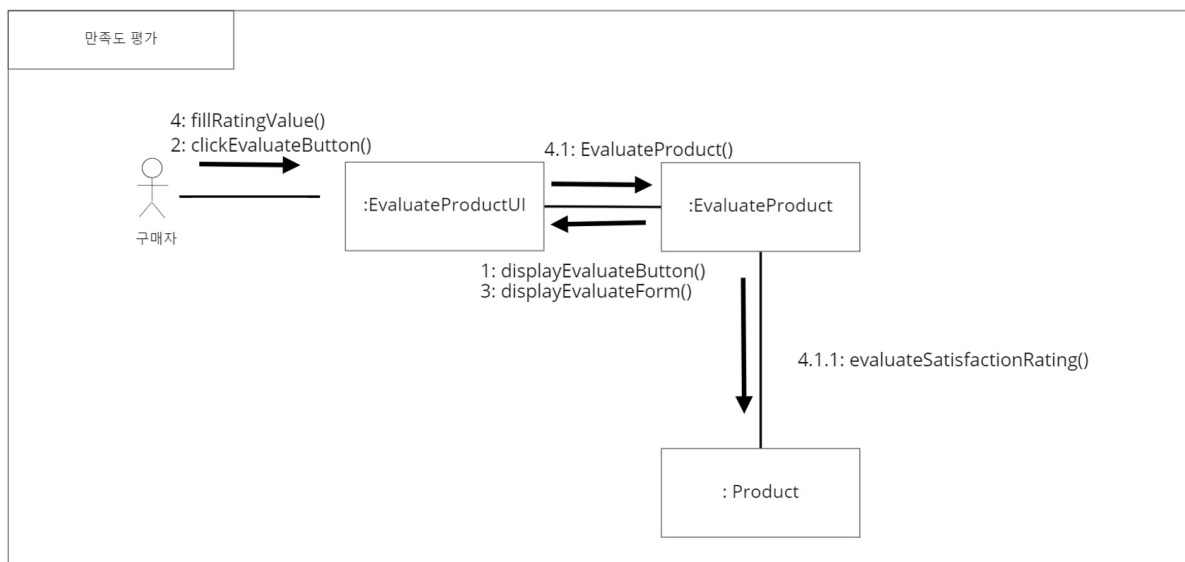 만족도 평가
4: fillRatingValue()
2: clickEvaluateButton()
4.1: EvaluateProduct()
:EvaluateProductUI
:EvaluateProduct
구매자
1: displayEvaluateButton()
3: displayEvaluateForm()
4.1.1: evaluateSatisfactionRating()
: Product